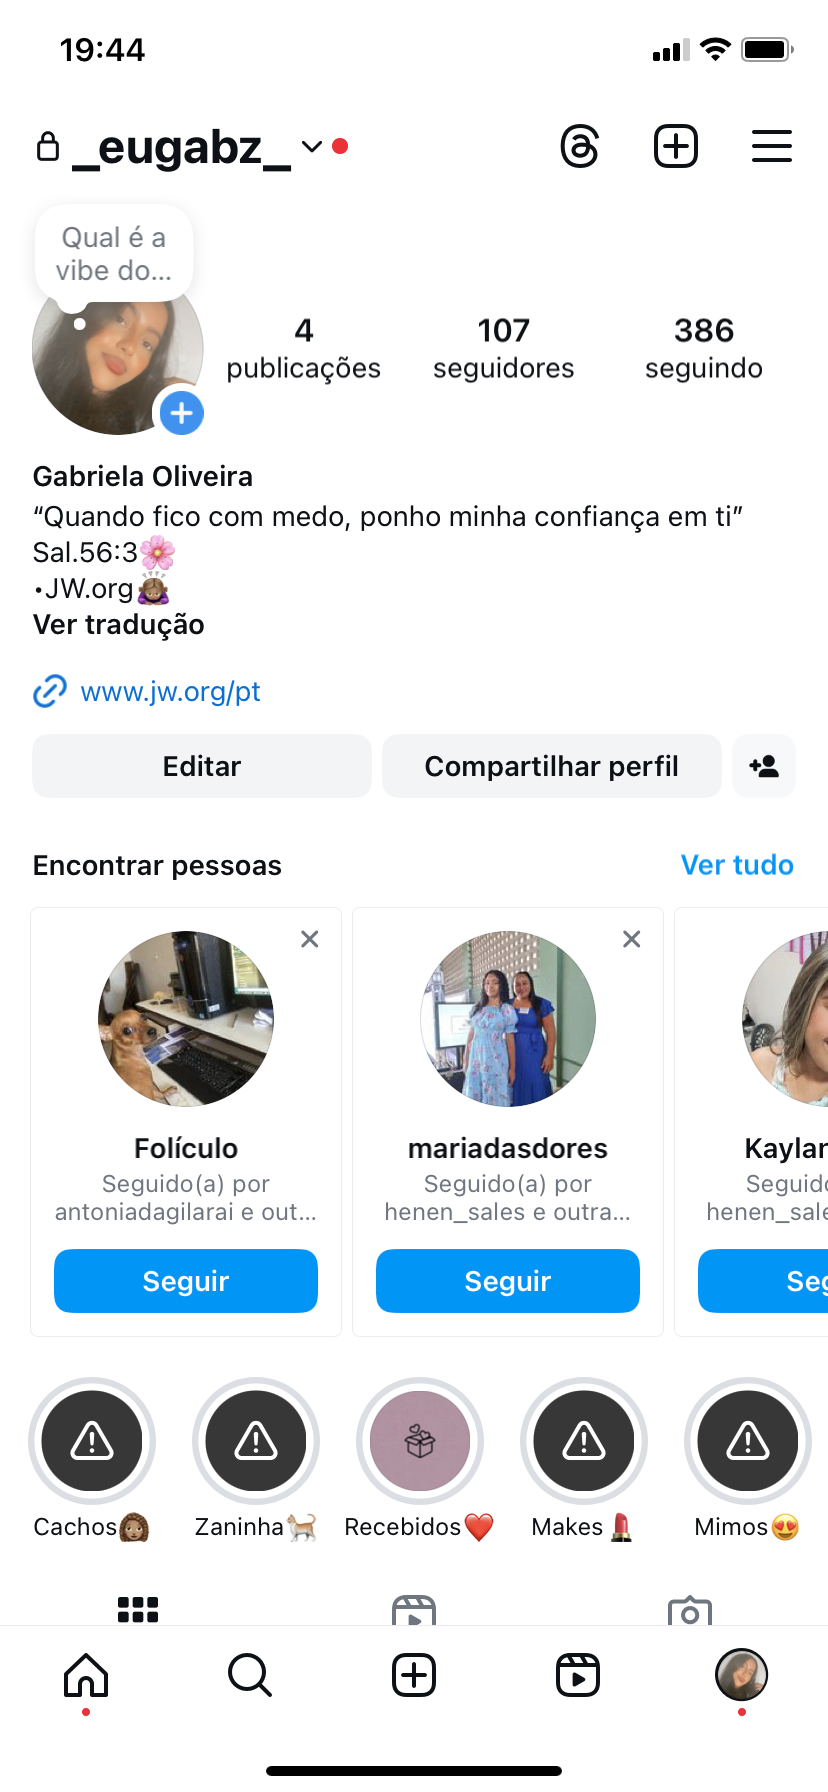 19:44
_eugabz_
Qual é a
vibe do...
4
publicações
107
seguidores
386
seguindo
Gabriela Oliveira
“Quando fico com medo, ponho minha confiança em ti”
Sal.56:3🌸
•JW.org🙇🏽‍♀️
Ver tradução
www.jw.org/pt
Editar
Compartilhar perfil
Encontrar pessoas
Ver tudo
Folículo
Seguido(a) por
antoniadagilarai e out...
Seguir
mariadasdores
Seguido(a) por
henen_sales e outra...
Seguir
Kaylar
Seguid
henen_sale
Seg
Cachos👩🏽‍🦱
Zaninha🐈
Recebidos❤️
Makes💄
Mimos😍